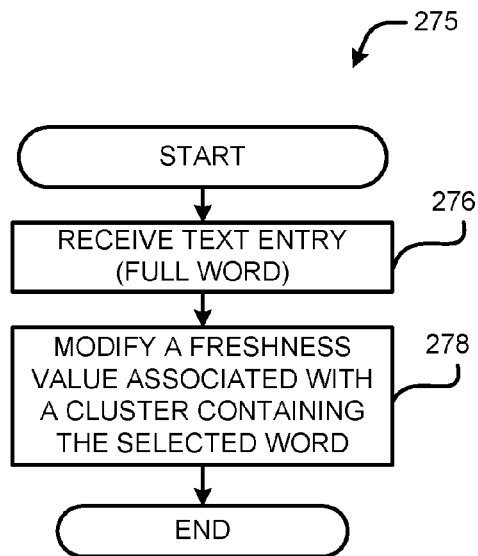 275
START
276
RECEIVE TEXT ENTRY
(FULL WORD)
278
MODIFY A FRESHNESS
VALUE ASSOCIATED WITH
A CLUSTER CONTAINING
THE SELECTED WORD
END